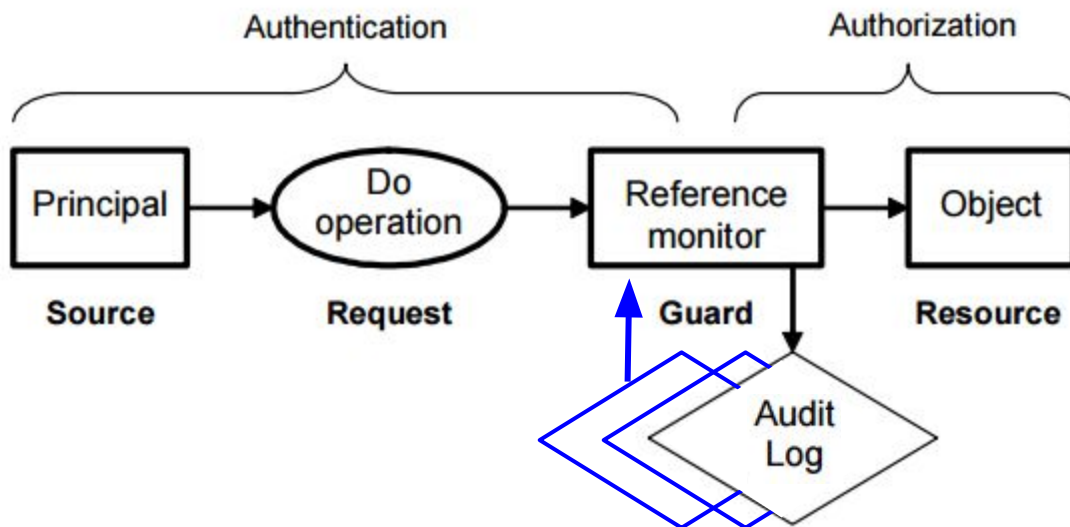 Authentication
Authorization
Principal
Do
operation
Reference
monitor
Object
Source
Request
Guard
Resource
Audit
Log